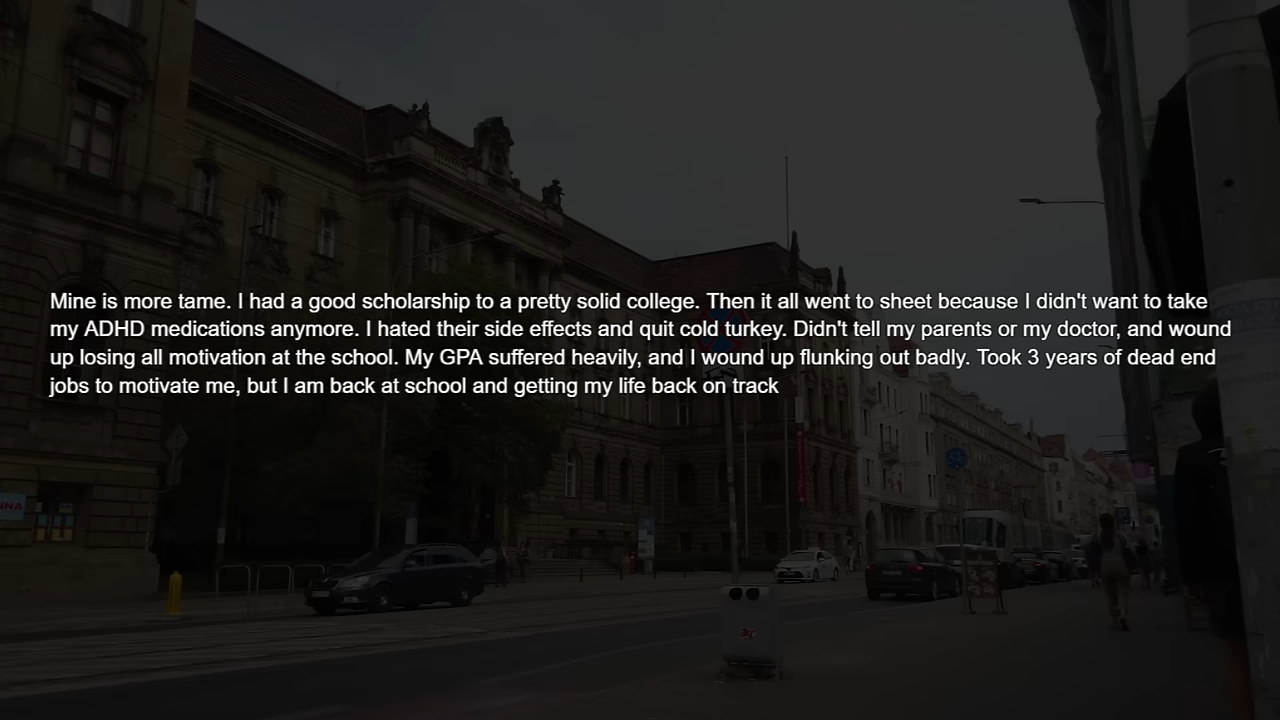 Mine is more tame. I had a good scholarship to a pretty solid college. Then it all went to sheet because I didn't want to take
my ADHD medications anymore. I hated their side effects and quit cold turkey. Didn't tell my parents or my doctor, and wound
up losing all motivation at the school. My GPA suffered heavily, and I wound up flunking out badly. Took 3 years of dead end
jobs to motivate me, but I am back at school and getting my life back on track